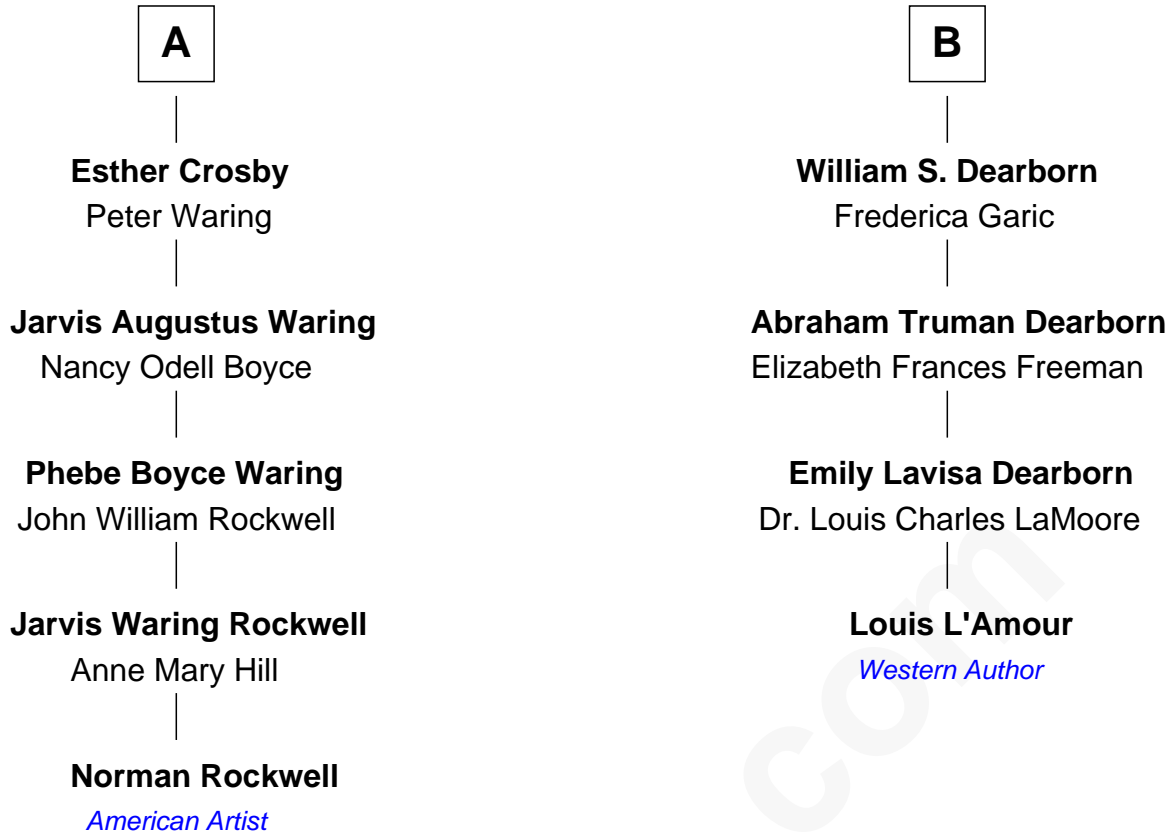 A
Esther Crosby
Peter Waring
Jarvis Augustus Waring
Nancy Odell Boyce
Phebe Boyce Waring
John William Rockwell
Jarvis Waring Rockwell
Anne Mary Hill
Norman Rockwell
American Artist
B
William S. Dearborn
Frederica Garic
Abraham Truman Dearborn
Elizabeth Frances Freeman
Emily Lavisa Dearborn
Dr. Louis Charles LaMoore
Louis L'Amour
Western Author
com